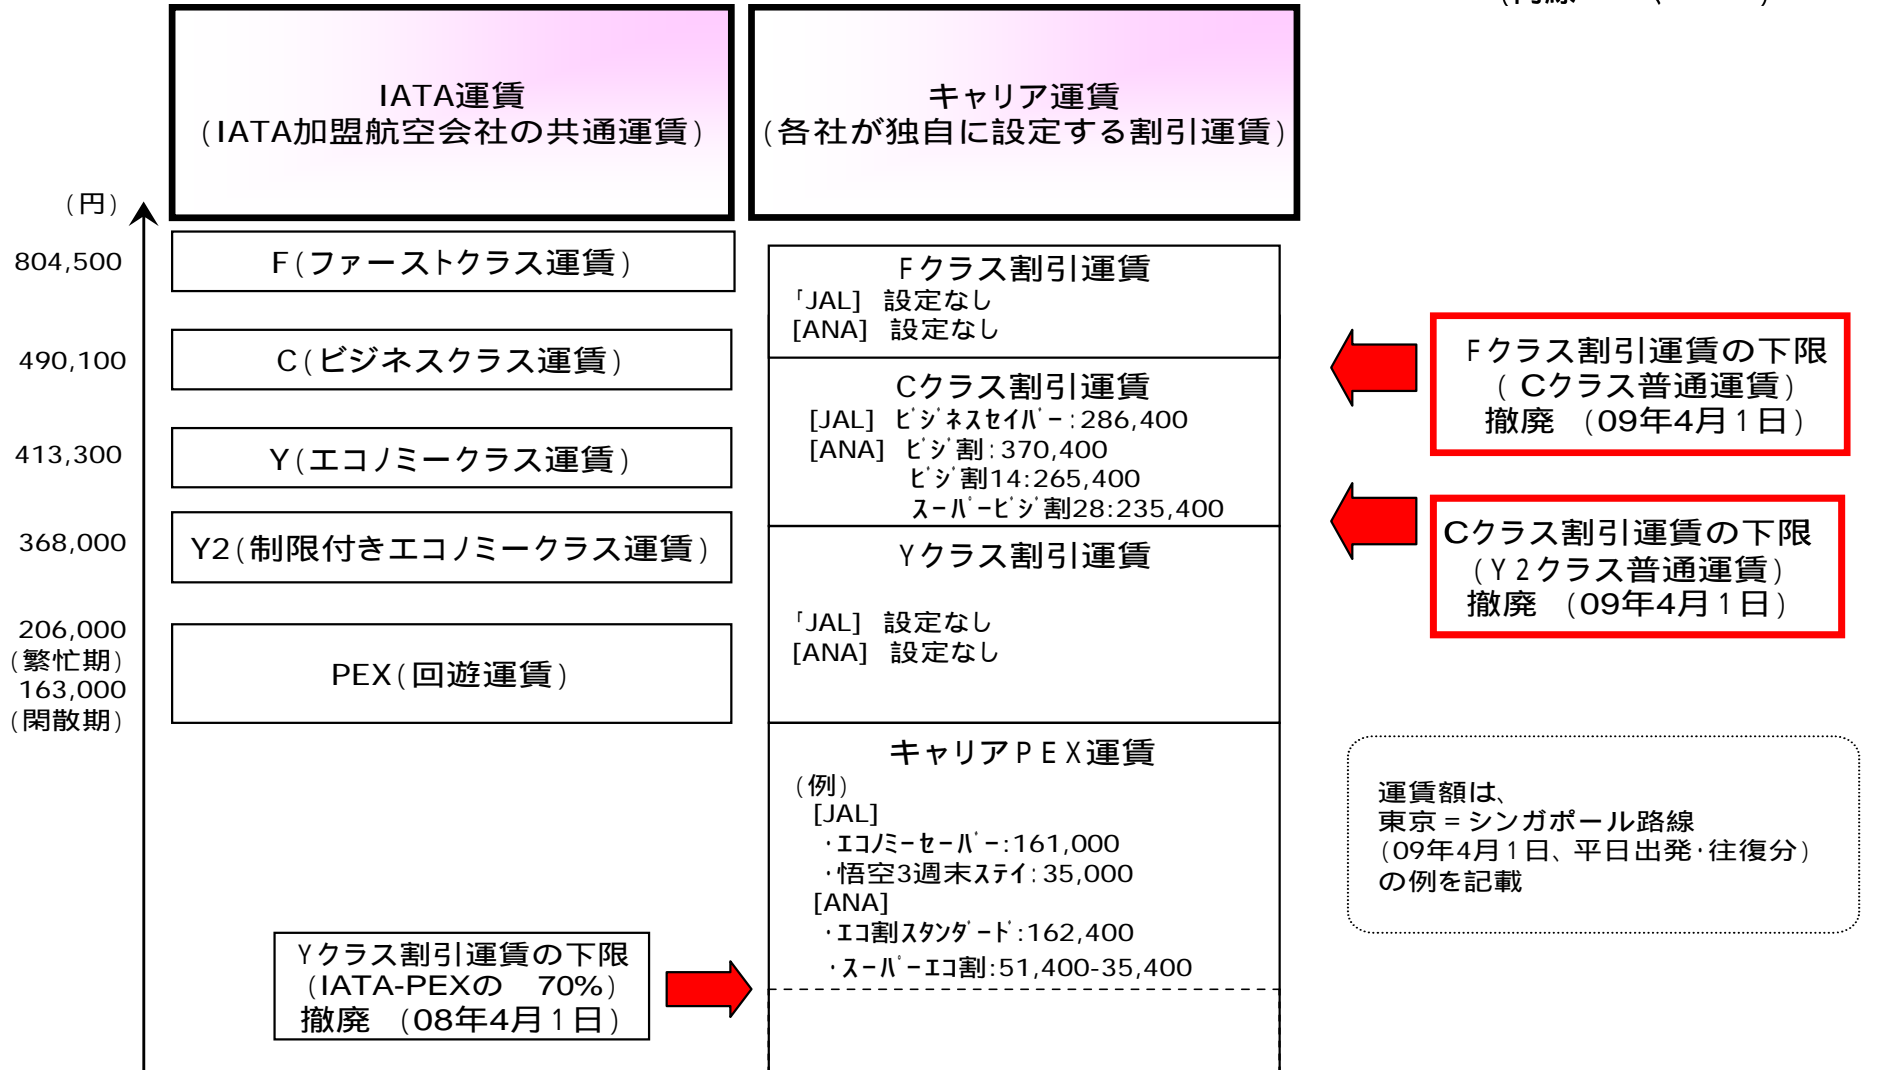 IATA運賃
(IATA加盟航空会社の共通運賃)
キャリア運賃
(各社が独自に設定する割引運賃)
(円)
804,500
F(ファーストクラス運賃)
490,100
C(ビジネスクラス運賃)
413,300
Y(エコノミークラス運賃)
368,000
Y2(制限付きエコノミークラス運賃)
206,000
(繁忙期)
163,000
(閑散期)
PEX(回遊運賃)
Fクラス割引運賃
「JAL] 設定なし
[ANA] 設定なし
Cクラス割引運賃
[JAL] ビジネスセイバー:286,400
[ANA] ビジ割:370,400
ビジ割14:265,400
スーパービジ割28:235,400
Yクラス割引運賃
「JAL] 設定なし
[ANA] 設定なし
キャリアPEX運賃
(例)
[JAL]
・エコノミーセーバー:161,000
・悟空3週末ステイ:35,000
[ANA]
・エコ割スタンダード:162,400
・スーパーエコ割:51,400-35,400
Yクラス割引運賃の下限
(IATA-PEXの 70%)
撤廃 (08年4月1日)
Fクラス割引運賃の下限
( Cクラス普通運賃)
撤廃 (09年4月1日)
Cクラス割引運賃の下限
(Y2クラス普通運賃)
撤廃 (09年4月1日)
運賃額は、
東京=シンガポール路線
(09年4月1日、平日出発・往復分)
の例を記載